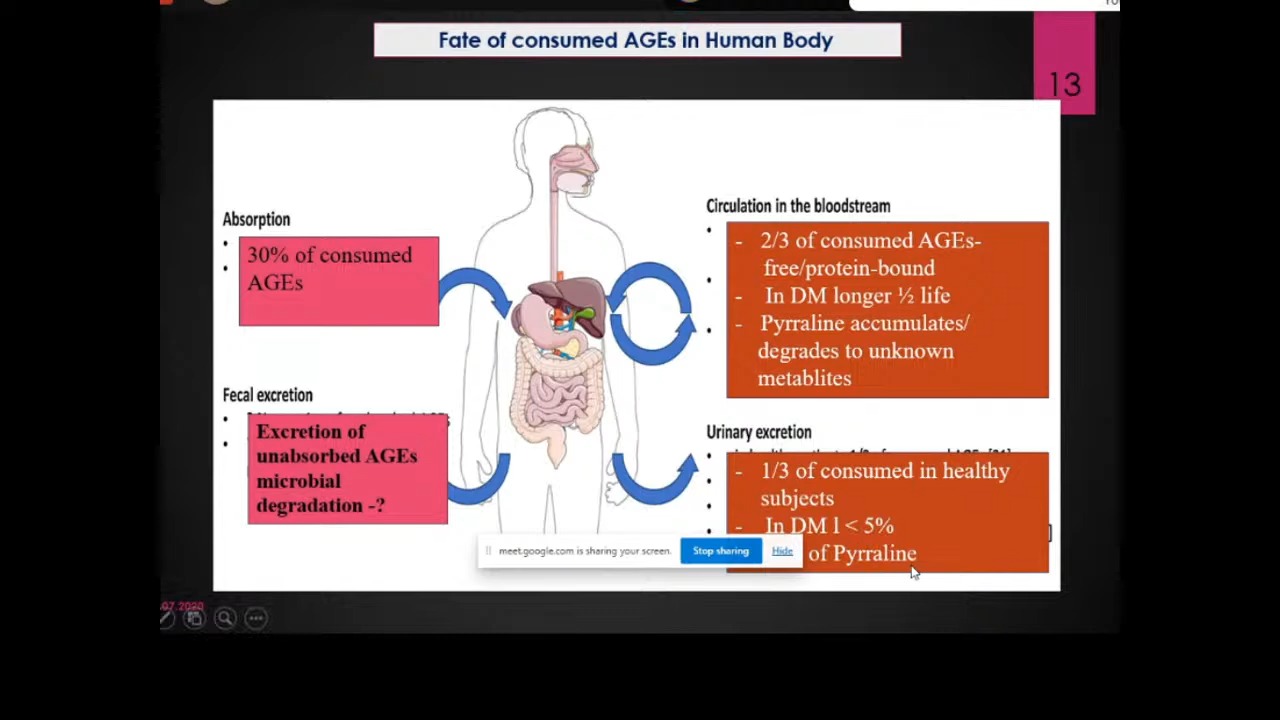 Fate of consumed AGEs in Human Body
13
Absorption
30% of consumed
AGEs
Circulation in the bloodstream
- 2/3 of consumed AGEs-
free/protein-bound
- In DM longer ½ life
- Pyrraline accumulates/
degrades to unknown
metablites
Fecal excretion
Excretion of
unabsorbed AGEs
microbial
degradation -?
Urinary excretion
- 1/3 of consumed in healthy
subjects
- In DM l < 5%
of Pyrraline
meet.google.com is sharing your screen.
Stop sharing
Hide
07.2020